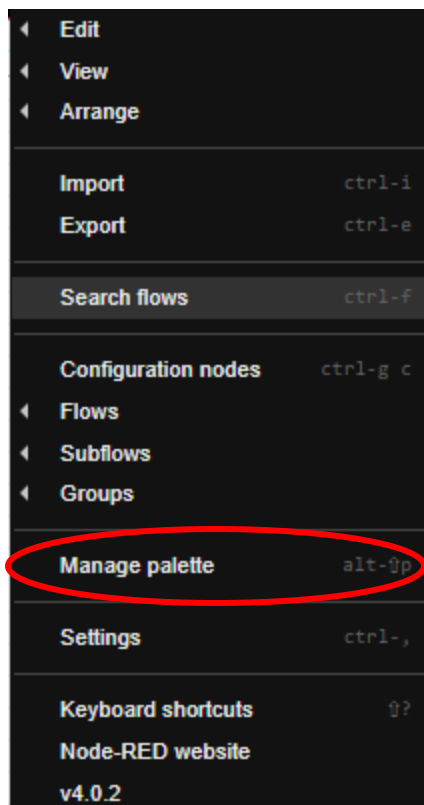 Edit
View
Arrange
Import ctrl-i
Export ctrl-e
Search flows ctrl-f
Configuration nodes ctrl-g c
Flows
Subflows
Groups
Manage palette alt-⇧p
Settings ctrl-,
Keyboard shortcuts ⇧?
Node-RED website
v4.0.2